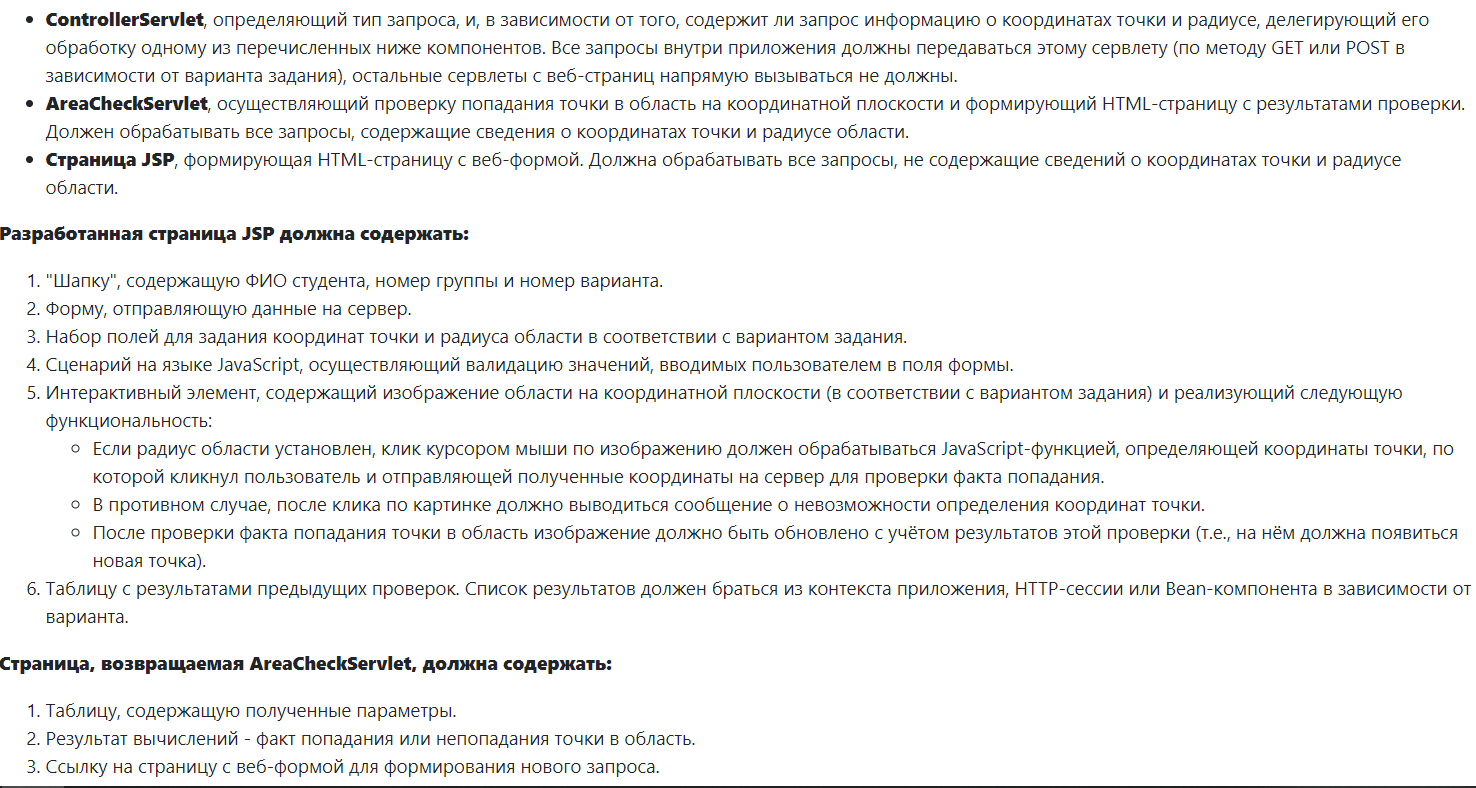 • ControllerServlet, определяющий тип запроса, и, в зависимости от того, содержит ли запрос информацию о координатах точки и радиусе, делегирующий его
обработку одному из перечисленных ниже компонентов. Все запросы внутри приложения должны передаваться этому сервлету (по методу GET или POST в
зависимости от варианта задания), остальные сервлеты с веб-страниц напрямую вызываться не должны.
• AreaCheckServlet, осуществляющий проверку попадания точки в область на координатной плоскости и формирующий HTML-страницу с результатами проверки.
Должен обрабатывать все запросы, содержащие сведения о координатах точки и радиусе области.
• Страница JSP, формирующая HTML-страницу с веб-формой. Должна обрабатывать все запросы, не содержащие сведений о координатах точки и радиусе
области.
Разработанная страница JSP должна содержать:
1. "Шапку", содержащую ФИО студента, номер группы и номер варианта.
2. Форму, отправляющую данные на сервер.
3. Набор полей для задания координат точки и радиуса области в соответствии с вариантом задания.
4. Сценарий на языке JavaScript, осуществляющий валидацию значений, вводимых пользователем в поля формы.
5. Интерактивный элемент, содержащий изображение области на координатной плоскости (в соответствии с вариантом задания) и реализующий следующую
функциональность:
◦ Если радиус области установлен, клик курсором мыши по изображению должен обрабатываться JavaScript-функцией, определяющей координаты точки, по
которой кликнул пользователь и отправляющей полученные координаты на сервер для проверки факта попадания.
◦ В противном случае, после клика по картинке должно выводиться сообщение о невозможности определения координат точки.
◦ После проверки факта попадания точки в область изображение должно быть обновлено с учётом результатов этой проверки (т.е., на нём должна появиться
новая точка).
6. Таблицу с результатами предыдущих проверок. Список результатов должен браться из контекста приложения, HTTP-сессии или Bean-компонента в зависимости от
варианта.
Страница, возвращаемая AreaCheckServlet, должна содержать:
1. Таблицу, содержащую полученные параметры.
2. Результат вычислений - факт попадания или непопадания точки в область.
3. Ссылку на страницу с веб-формой для формирования нового запроса.